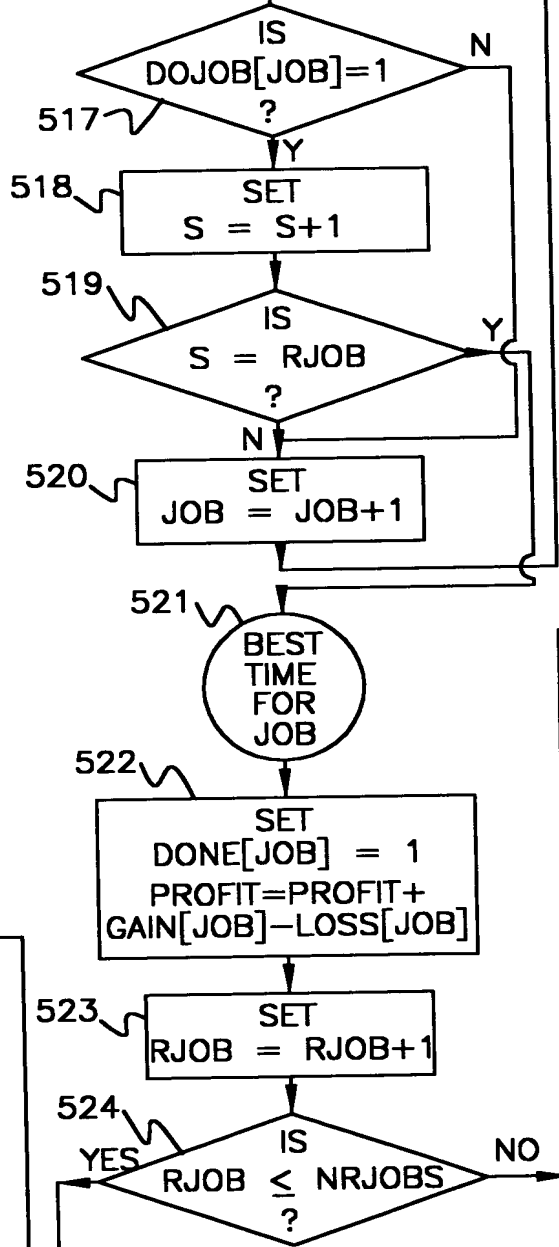 IS
DOJOB[JOB]=1
?
N
517
Y
518
SET
S = S+1
519
IS
S = RJOB
?
Y
N
520
SET
JOB = JOB+1
521
BEST
TIME
FOR
JOB
522
SET
DONE[JOB] = 1
PROFIT=PROFIT+
GAIN[JOB]-LOSS[JOB]
523
SET
RJOB = RJOB+1
524
IS
RJOB ≤ NRJOBS
?
YES
NO